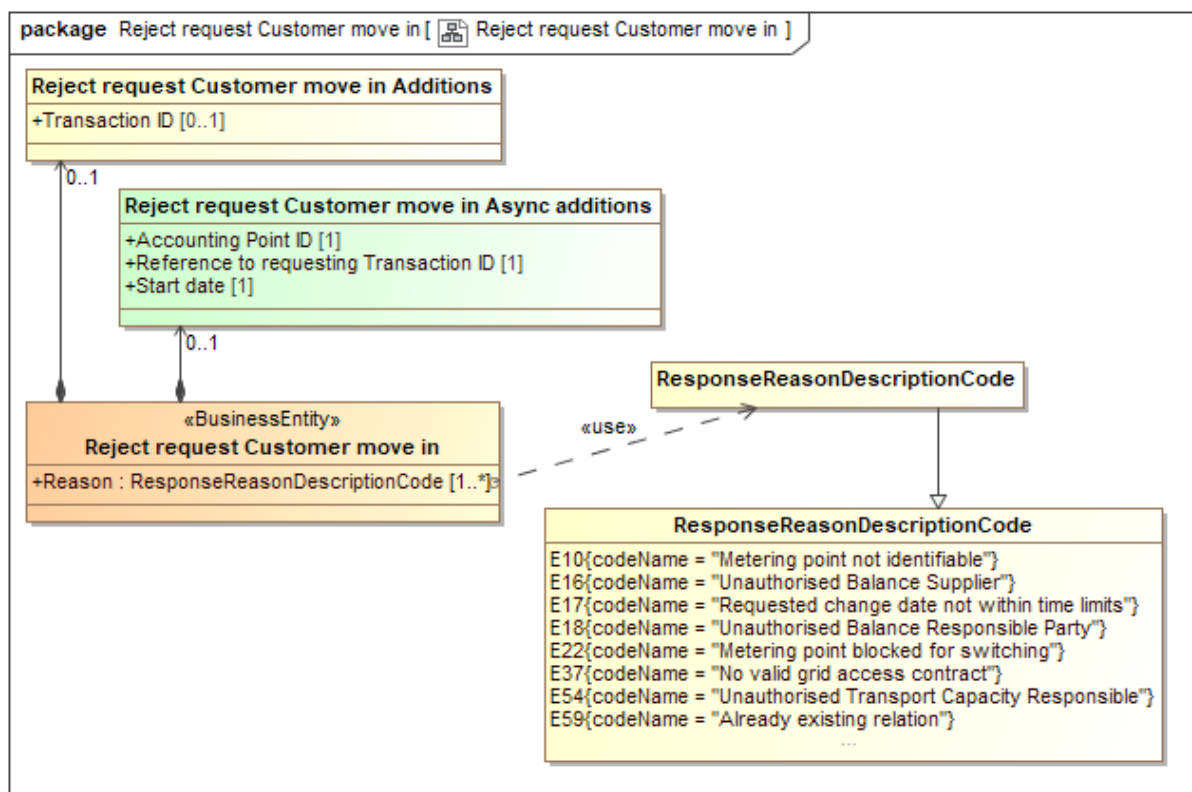 package Reject request Customer move in [ Reject request Customer move in ]
Reject request Customer move in Additions
+Transaction ID [0..1]
0..1
Reject request Customer move in Async additions
+Accounting Point ID [1]
+Reference to requesting Transaction ID [1]
+Start date [1]
0..1
«BusinessEntity»
Reject request Customer move in
+Reason : ResponseReasonDescriptionCode [1..*]
«use»
ResponseReasonDescriptionCode
ResponseReasonDescriptionCode
E10{codeName = "Metering point not identifiable"}
E16{codeName = "Unauthorised Balance Supplier"}
E17{codeName = "Requested change date not within time limits"}
E18{codeName = "Unauthorised Balance Responsible Party"}
E22{codeName = "Metering point blocked for switching"}
E37{codeName = "No valid grid access contract"}
E54{codeName = "Unauthorised Transport Capacity Responsible"}
E59{codeName = "Already existing relation"}
...